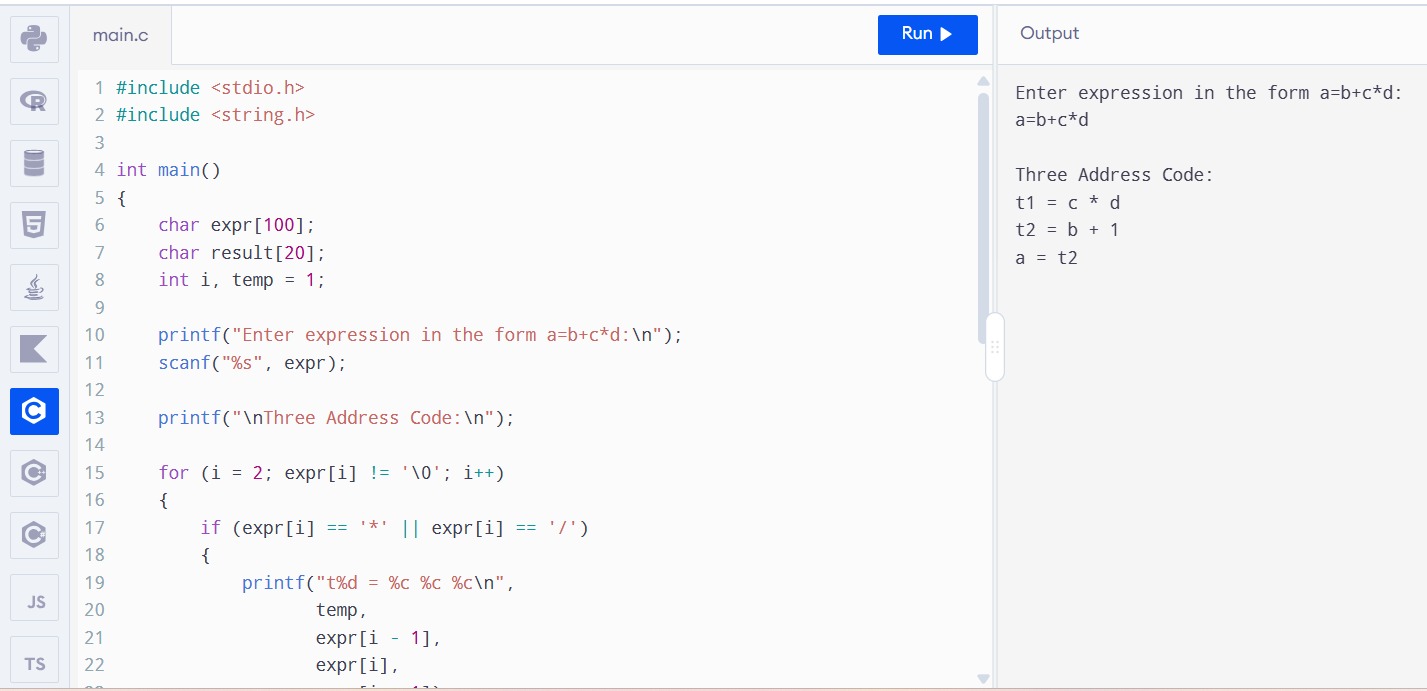 main.c
Run
Output
1 #include <stdio.h>
2 #include <string.h>
3
4 int main()
5 {
6     char expr[100];
7     char result[20];
8     int i, temp = 1;
9
10     printf("Enter expression in the form a=b+c*d:\n");
11     scanf("%s", expr);
12
13     printf("\nThree Address Code:\n");
14
15     for (i = 2; expr[i] != '\0'; i++)
16     {
17         if (expr[i] == '*' || expr[i] == '/')
18         {
19             printf("t%d = %c %c %c\n",
20                    temp,
21                    expr[i - 1],
22                    expr[i],
Enter expression in the form a=b+c*d:
a=b+c*d

Three Address Code:
t1 = c * d
t2 = b + 1
a = t2
R
C
C
C
JS
TS